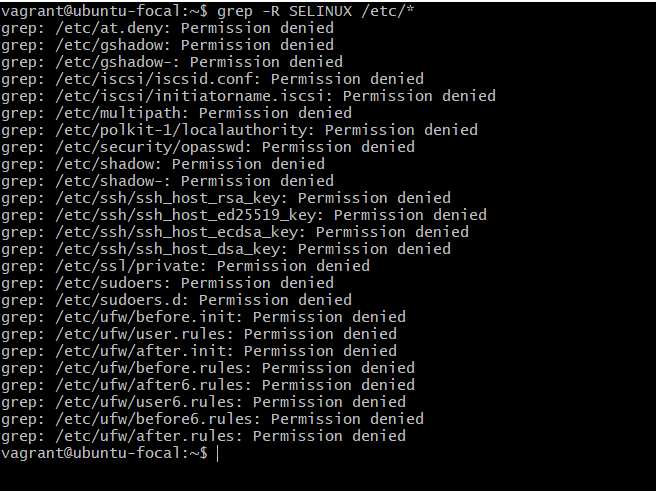 vagrant@ubuntu-focal:~$ grep -R SELINUX /etc/*
grep: /etc/at.deny: Permission denied
grep: /etc/gshadow: Permission denied
grep: /etc/gshadow-: Permission denied
grep: /etc/iscsi/iscsid.conf: Permission denied
grep: /etc/iscsi/initiatorname.iscsi: Permission denied
grep: /etc/multipath: Permission denied
grep: /etc/polkit-1/localauthority: Permission denied
grep: /etc/security/opasswd: Permission denied
grep: /etc/shadow: Permission denied
grep: /etc/shadow-: Permission denied
grep: /etc/ssh/ssh_host_rsa_key: Permission denied
grep: /etc/ssh/ssh_host_ed25519_key: Permission denied
grep: /etc/ssh/ssh_host_ecdsa_key: Permission denied
grep: /etc/ssh/ssh_host_dsa_key: Permission denied
grep: /etc/ssl/private: Permission denied
grep: /etc/sudoers: Permission denied
grep: /etc/sudoers.d: Permission denied
grep: /etc/ufw/before.init: Permission denied
grep: /etc/ufw/user.rules: Permission denied
grep: /etc/ufw/after.init: Permission denied
grep: /etc/ufw/before.rules: Permission denied
grep: /etc/ufw/after6.rules: Permission denied
grep: /etc/ufw/user6.rules: Permission denied
grep: /etc/ufw/before6.rules: Permission denied
grep: /etc/ufw/after.rules: Permission denied
vagrant@ubuntu-focal:~$